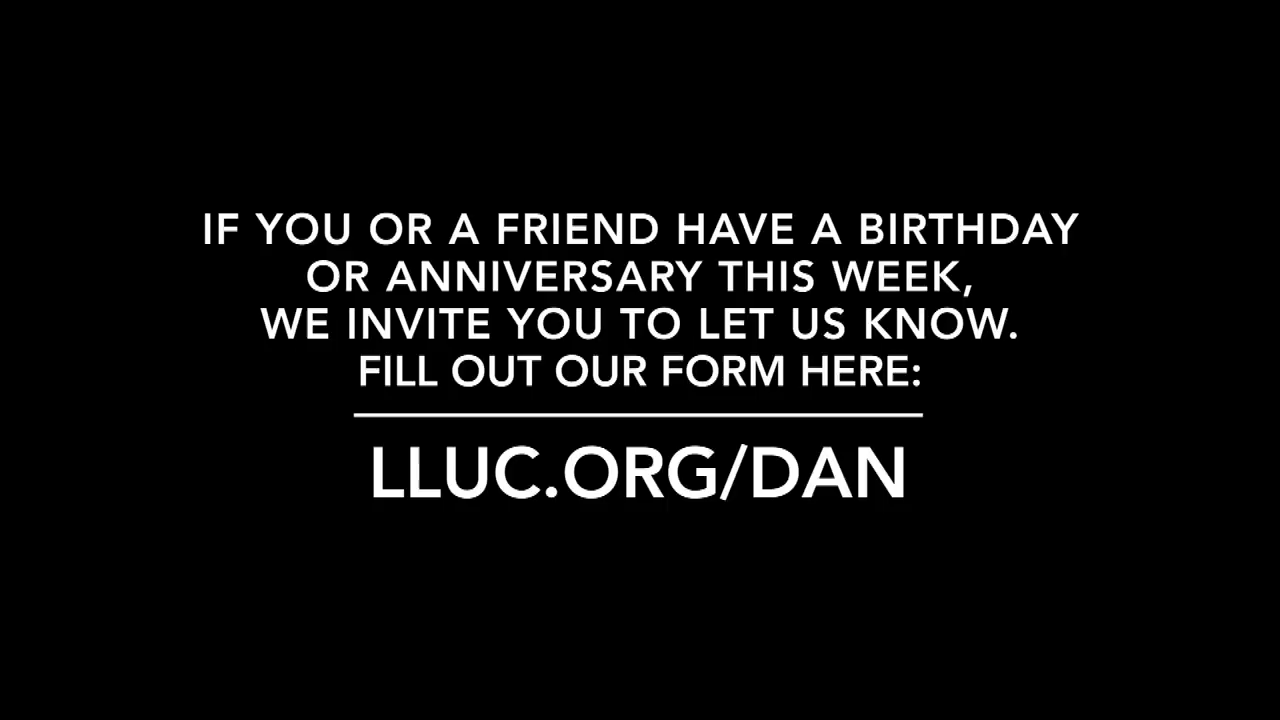 IF YOU OR A FRIEND HAVE A BIRTHDAY
OR ANNIVERSARY THIS WEEK,
WE INVITE YOU TO LET US KNOW.
FILL OUT OUR FORM HERE:
LLUC.ORG/DAN